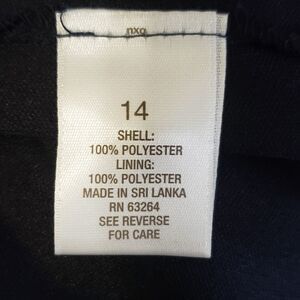 14
SHELL:
100% POLYESTER
LINING:
100% POLYESTER
MADE IN SRI LANKA
RN 63264
SEE REVERSE
FOR CARE